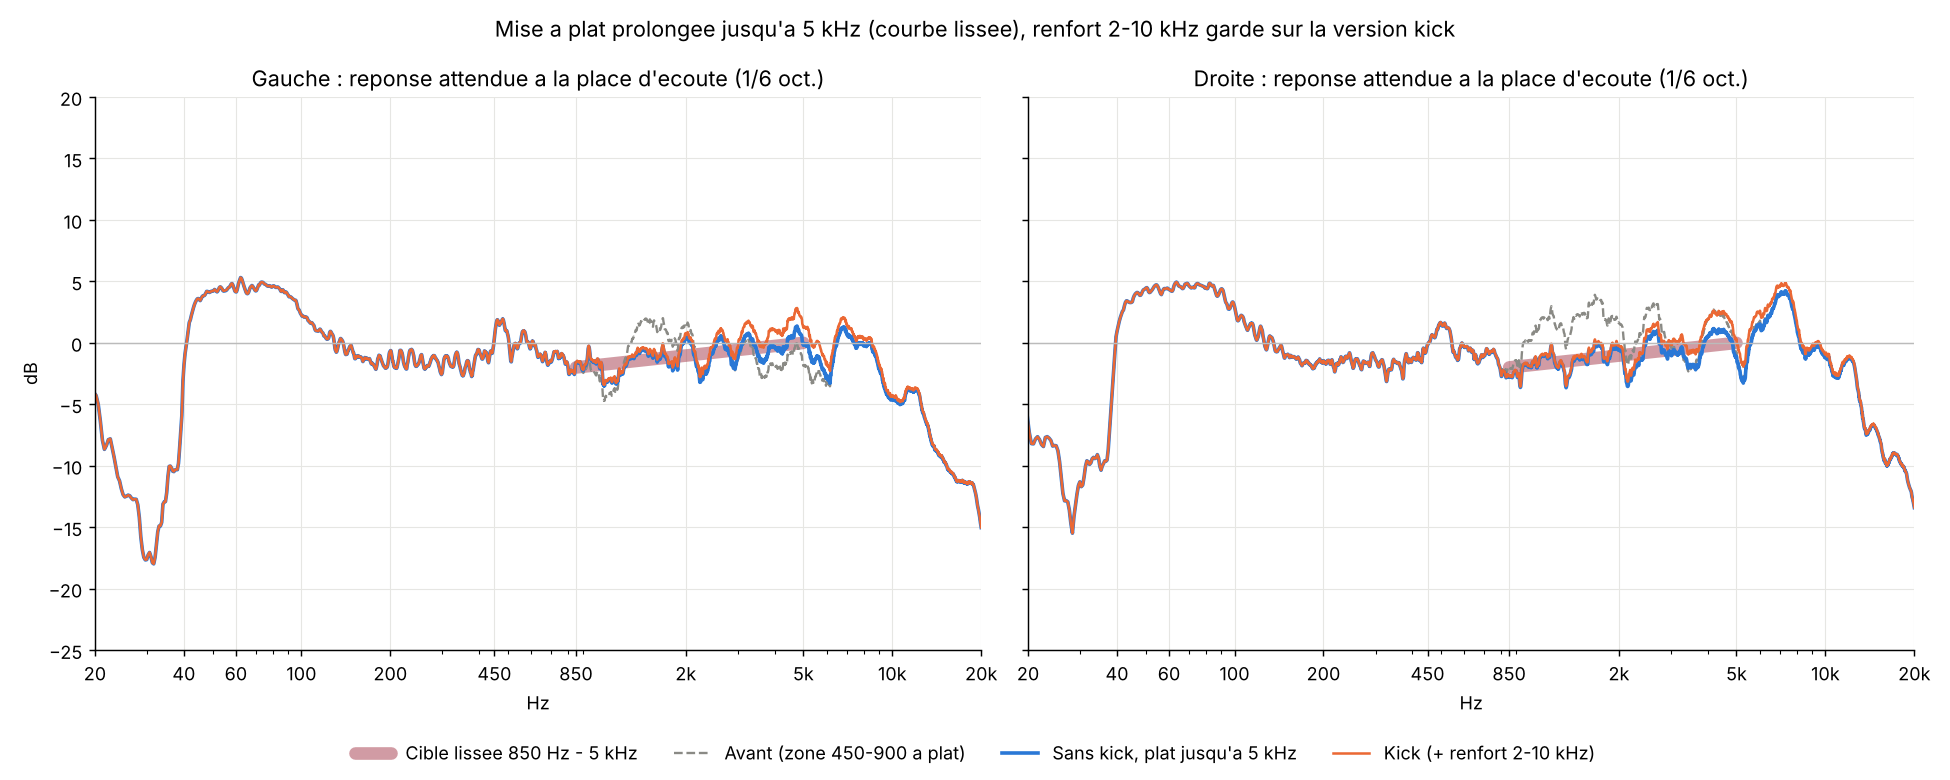 Mise a plat prolongee jusqu'a 5 kHz (courbe lissee), renfort 2-10 kHz garde sur la version kick
Gauche : reponse attendue a la place d'ecoute (1/6 oct.)
Droite : reponse attendue a la place d'ecoute (1/6 oct.)
20
15
10
5
0
−5
−10
−15
−20
−25
dB
20 40 60 100 200 450 850 2k 5k 10k 20k
20 40 60 100 200 450 850 2k 5k 10k 20k
Hz
Hz
Cible lissee 850 Hz - 5 kHz
Avant (zone 450-900 a plat)
Sans kick, plat jusqu'a 5 kHz
Kick (+ renfort 2-10 kHz)